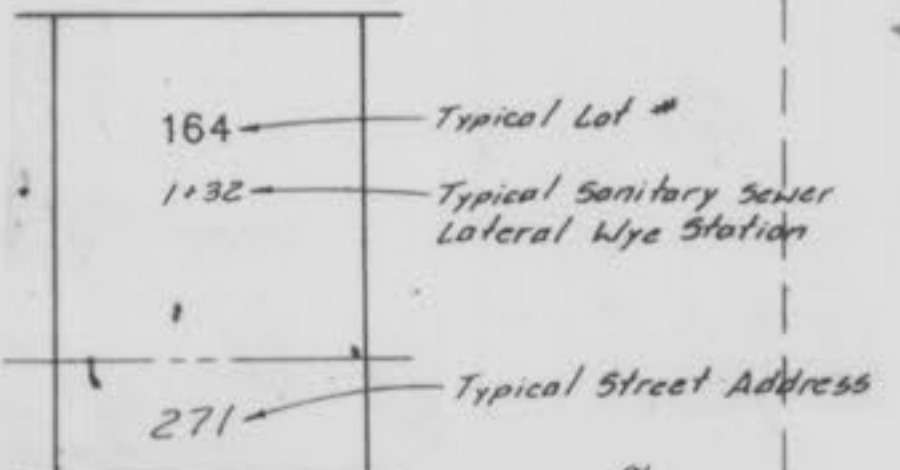 164 Typical Lot #
1+32 Typical Sanitary Sewer
Lateral Wye Station
271 Typical Street Address